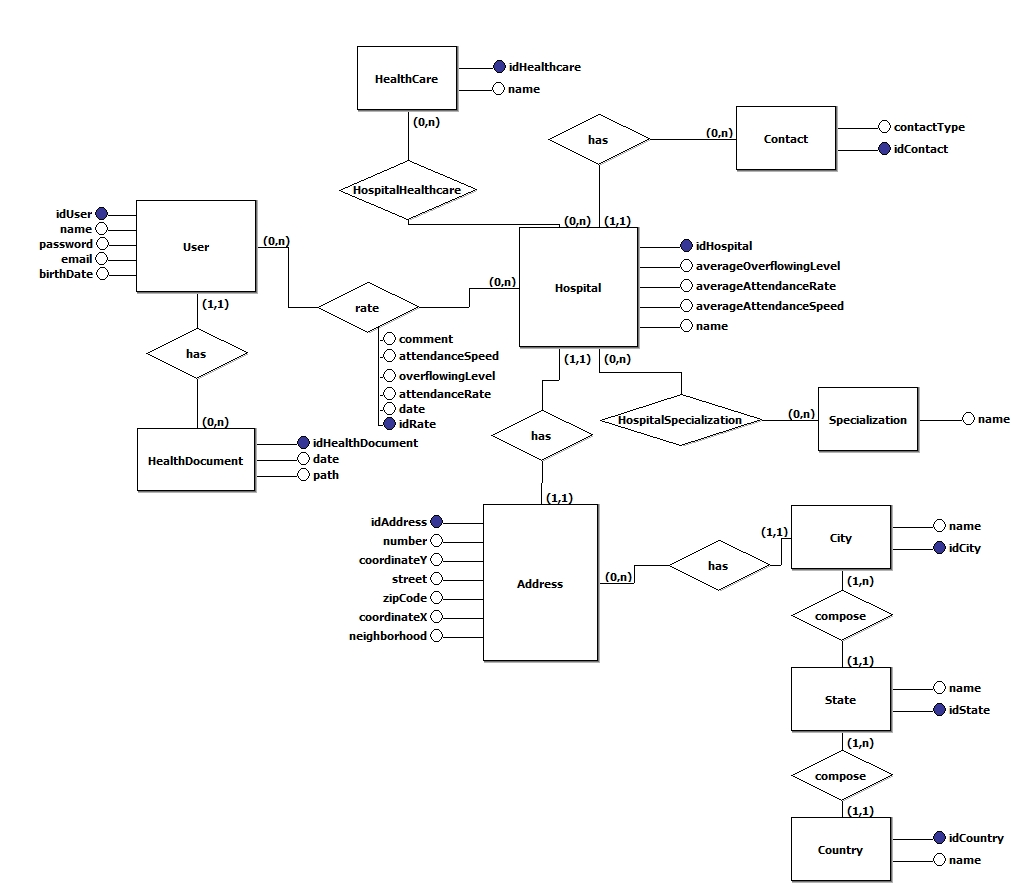 HealthCare
idHealthcare
name
(0,n)
HospitalHealthcare
has
(0,n)
Contact
contactType
idContact
idUser
name
password
email
birthDate
User
(0,n)
(1,1)
has
(0,n)
HealthDocument
idHealthDocument
date
path
rate
comment
attendanceSpeed
overflowingLevel
attendanceRate
date
idRate
(0,n)
(0,n)
(1,1)
Hospital
idHospital
averageOverflowingLevel
averageAttendanceRate
averageAttendanceSpeed
name
(1,1)
(0,n)
HospitalSpecialization
(0,n)
Specialization
name
has
(1,1)
idAddress
number
coordinateY
street
zipCode
coordinateX
neighborhood
Address
(0,n)
has
(1,1)
City
name
idCity
(1,n)
compose
(1,1)
State
name
idState
(1,n)
compose
(1,1)
Country
idCountry
name